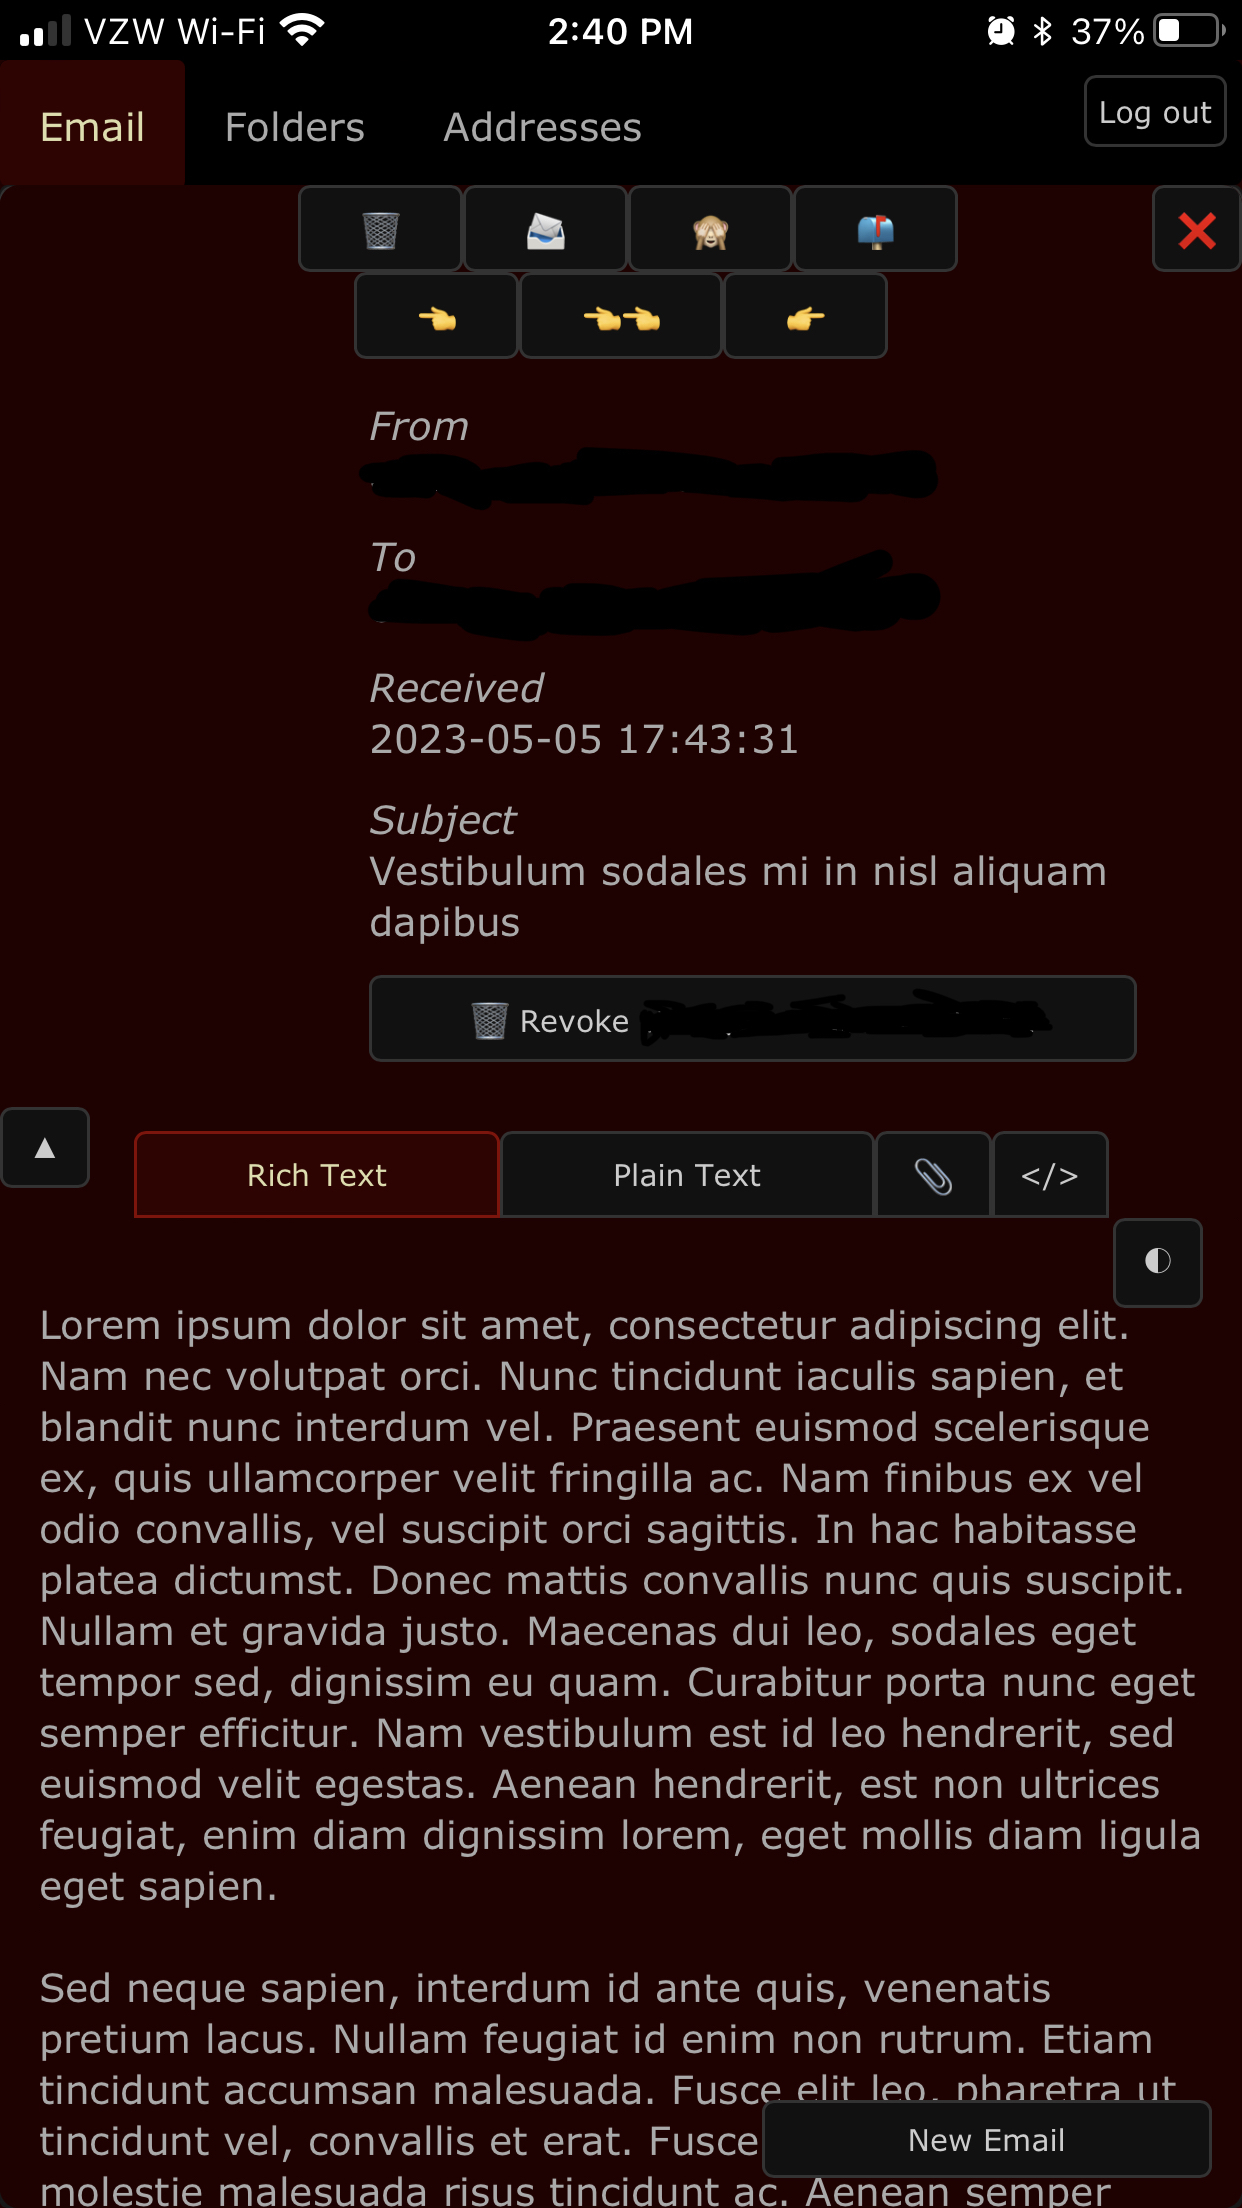 VZW Wi-Fi 2:40 PM 37%
Email Folders Addresses Log out
From
To
Received
2023-05-05 17:43:31
Subject
Vestibulum sodales mi in nisl aliquam
dapibus
Revoke
Rich Text Plain Text </>
Lorem ipsum dolor sit amet, consectetur adipiscing elit.
Nam nec volutpat orci. Nunc tincidunt iaculis sapien, et
blandit nunc interdum vel. Praesent euismod scelerisque
ex, quis ullamcorper velit fringilla ac. Nam finibus ex vel
odio convallis, vel suscipit orci sagittis. In hac habitasse
platea dictumst. Donec mattis convallis nunc quis suscipit.
Nullam et gravida justo. Maecenas dui leo, sodales eget
tempor sed, dignissim eu quam. Curabitur porta nunc eget
semper efficitur. Nam vestibulum est id leo hendrerit, sed
euismod velit egestas. Aenean hendrerit, est non ultrices
feugiat, enim diam dignissim lorem, eget mollis diam ligula
eget sapien.
Sed neque sapien, interdum id ante quis, venenatis
pretium lacus. Nullam feugiat id enim non rutrum. Etiam
tincidunt accumsan malesuada. Fusce elit leo, pharetra ut
tincidunt vel, convallis et erat. Fusce
New Email
molestie malesuada risus tincidunt ac. Aenean semper